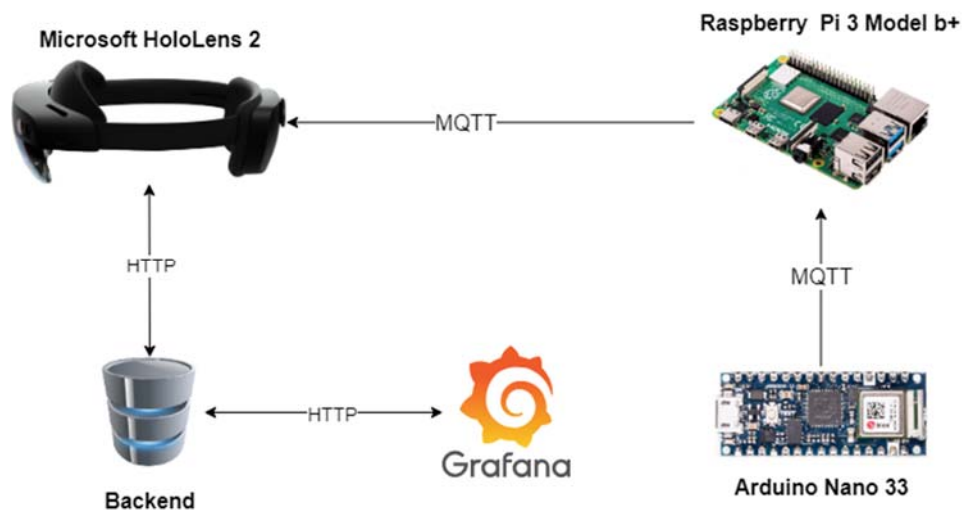 Microsoft HoloLens 2
Raspberry Pi 3 Model b+
MQTT
HTTP
MQTT
HTTP
Grafana
Backend
Arduino Nano 33